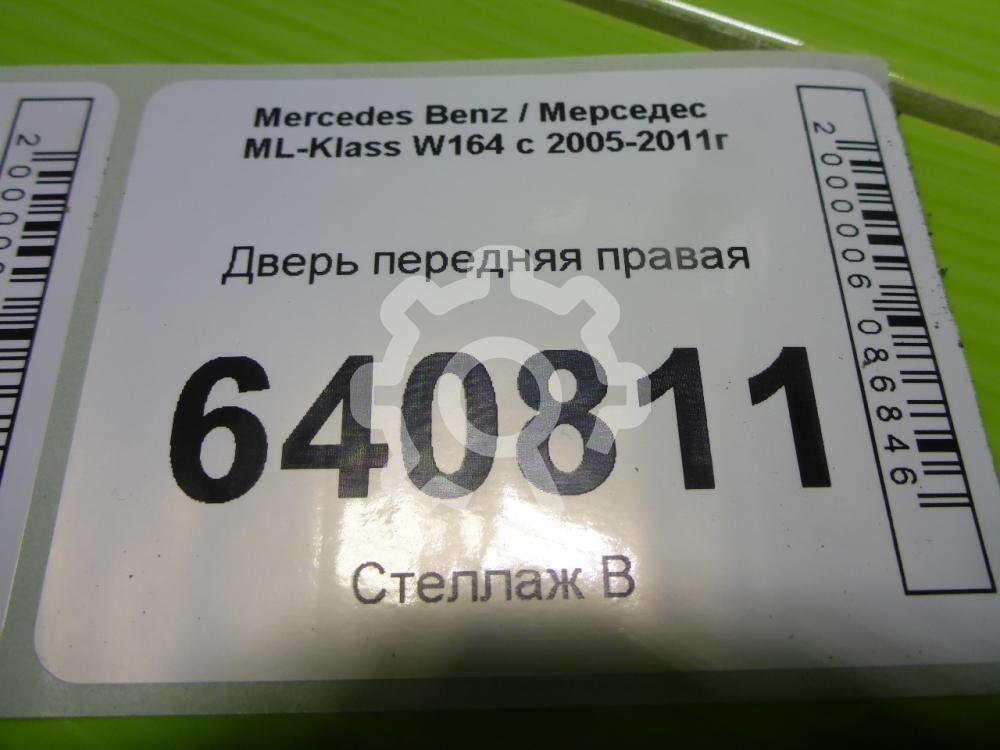 Mercedes Benz / Мерседес
ML-Klass W164 с 2005-2011г
Дверь передняя правая
640811
Стеллаж В
2000006086846